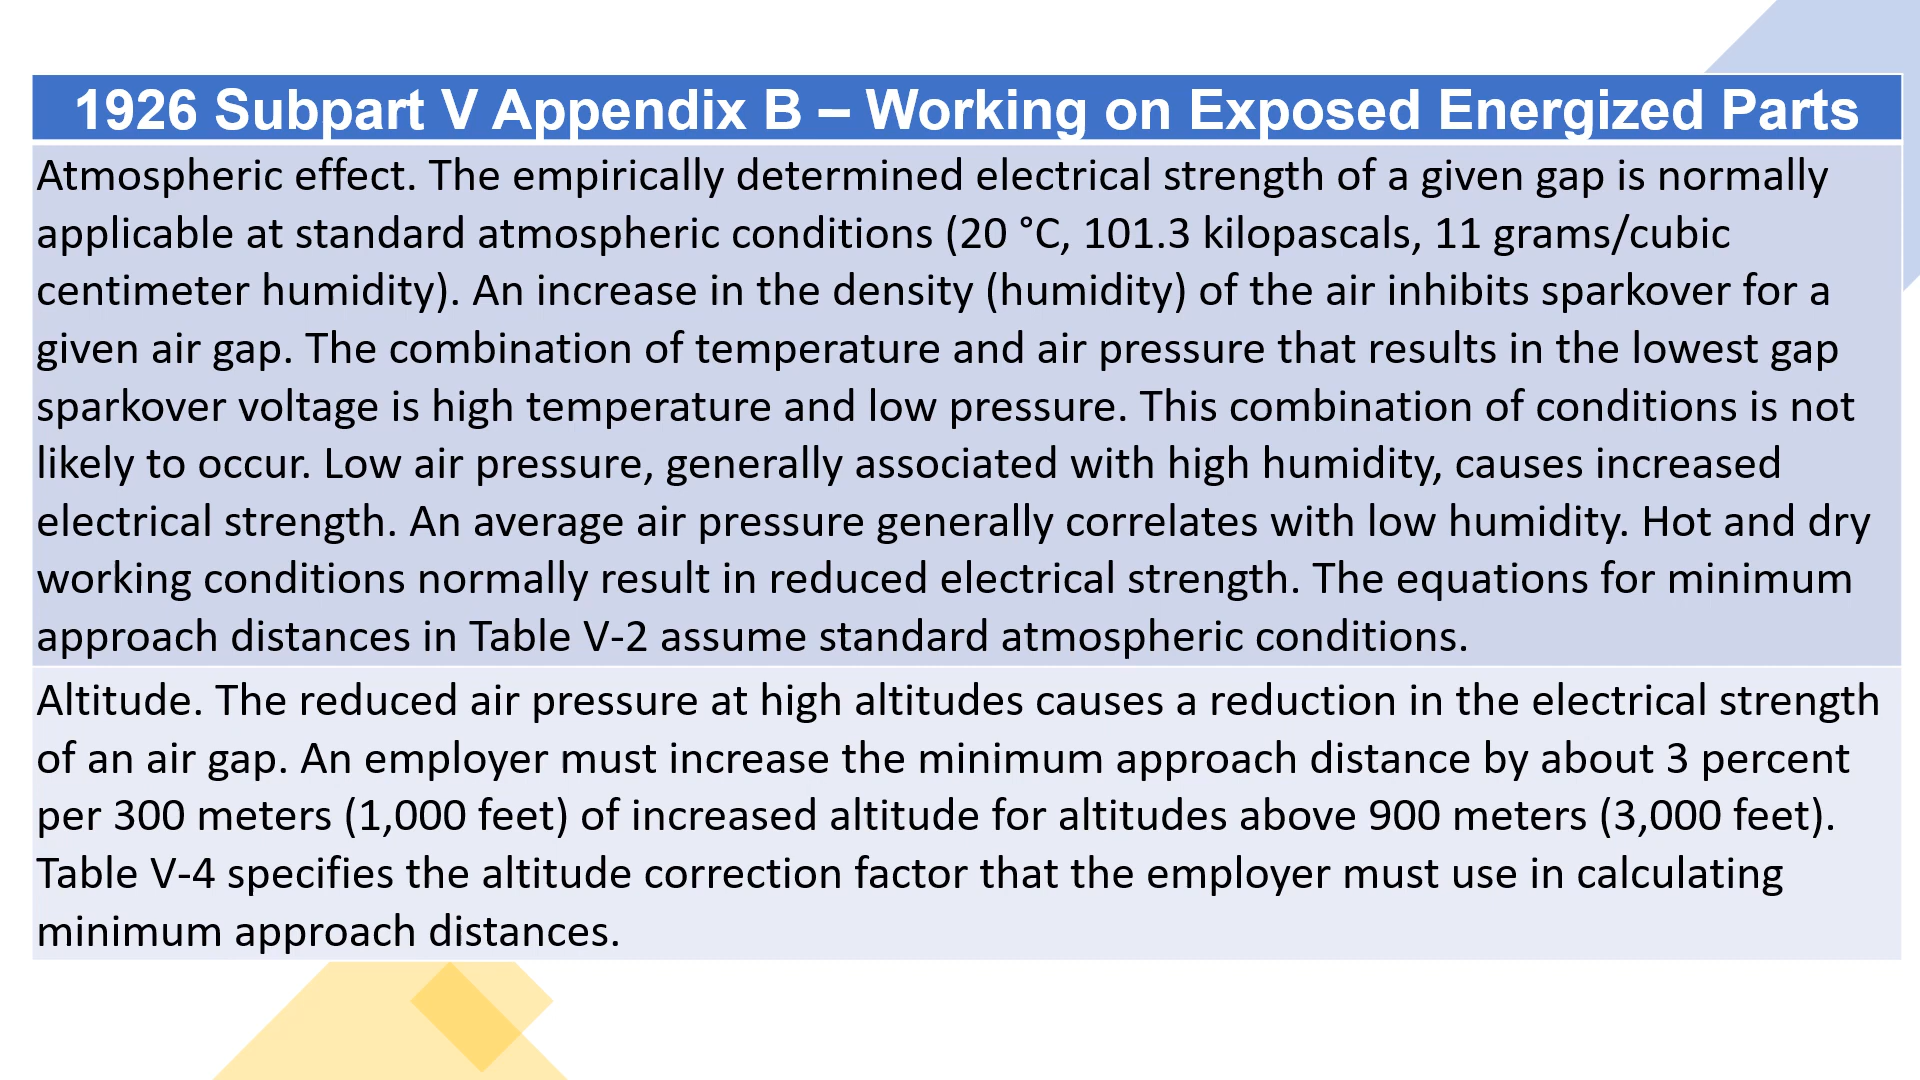 1926 Subpart V Appendix B – Working on Exposed Energized Parts
Atmospheric effect. The empirically determined electrical strength of a given gap is normally
applicable at standard atmospheric conditions (20 °C, 101.3 kilopascals, 11 grams/cubic
centimeter humidity). An increase in the density (humidity) of the air inhibits sparkover for a
given air gap. The combination of temperature and air pressure that results in the lowest gap
sparkover voltage is high temperature and low pressure. This combination of conditions is not
likely to occur. Low air pressure, generally associated with high humidity, causes increased
electrical strength. An average air pressure generally correlates with low humidity. Hot and dry
working conditions normally result in reduced electrical strength. The equations for minimum
approach distances in Table V-2 assume standard atmospheric conditions.
Altitude. The reduced air pressure at high altitudes causes a reduction in the electrical strength
of an air gap. An employer must increase the minimum approach distance by about 3 percent
per 300 meters (1,000 feet) of increased altitude for altitudes above 900 meters (3,000 feet).
Table V-4 specifies the altitude correction factor that the employer must use in calculating
minimum approach distances.